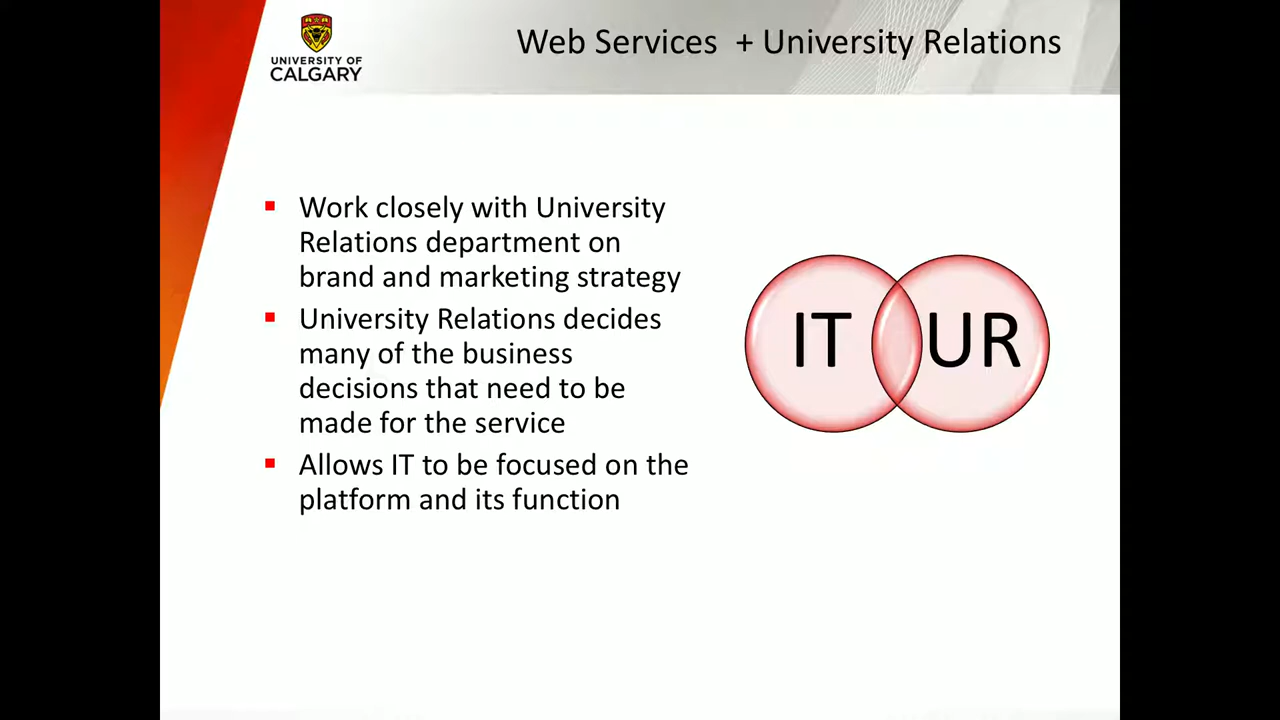 UNIVERSITY OF
CALGARY
Web Services + University Relations
▪ Work closely with University
Relations department on
brand and marketing strategy
▪ University Relations decides
many of the business
decisions that need to be
made for the service
▪ Allows IT to be focused on the
platform and its function
IT UR